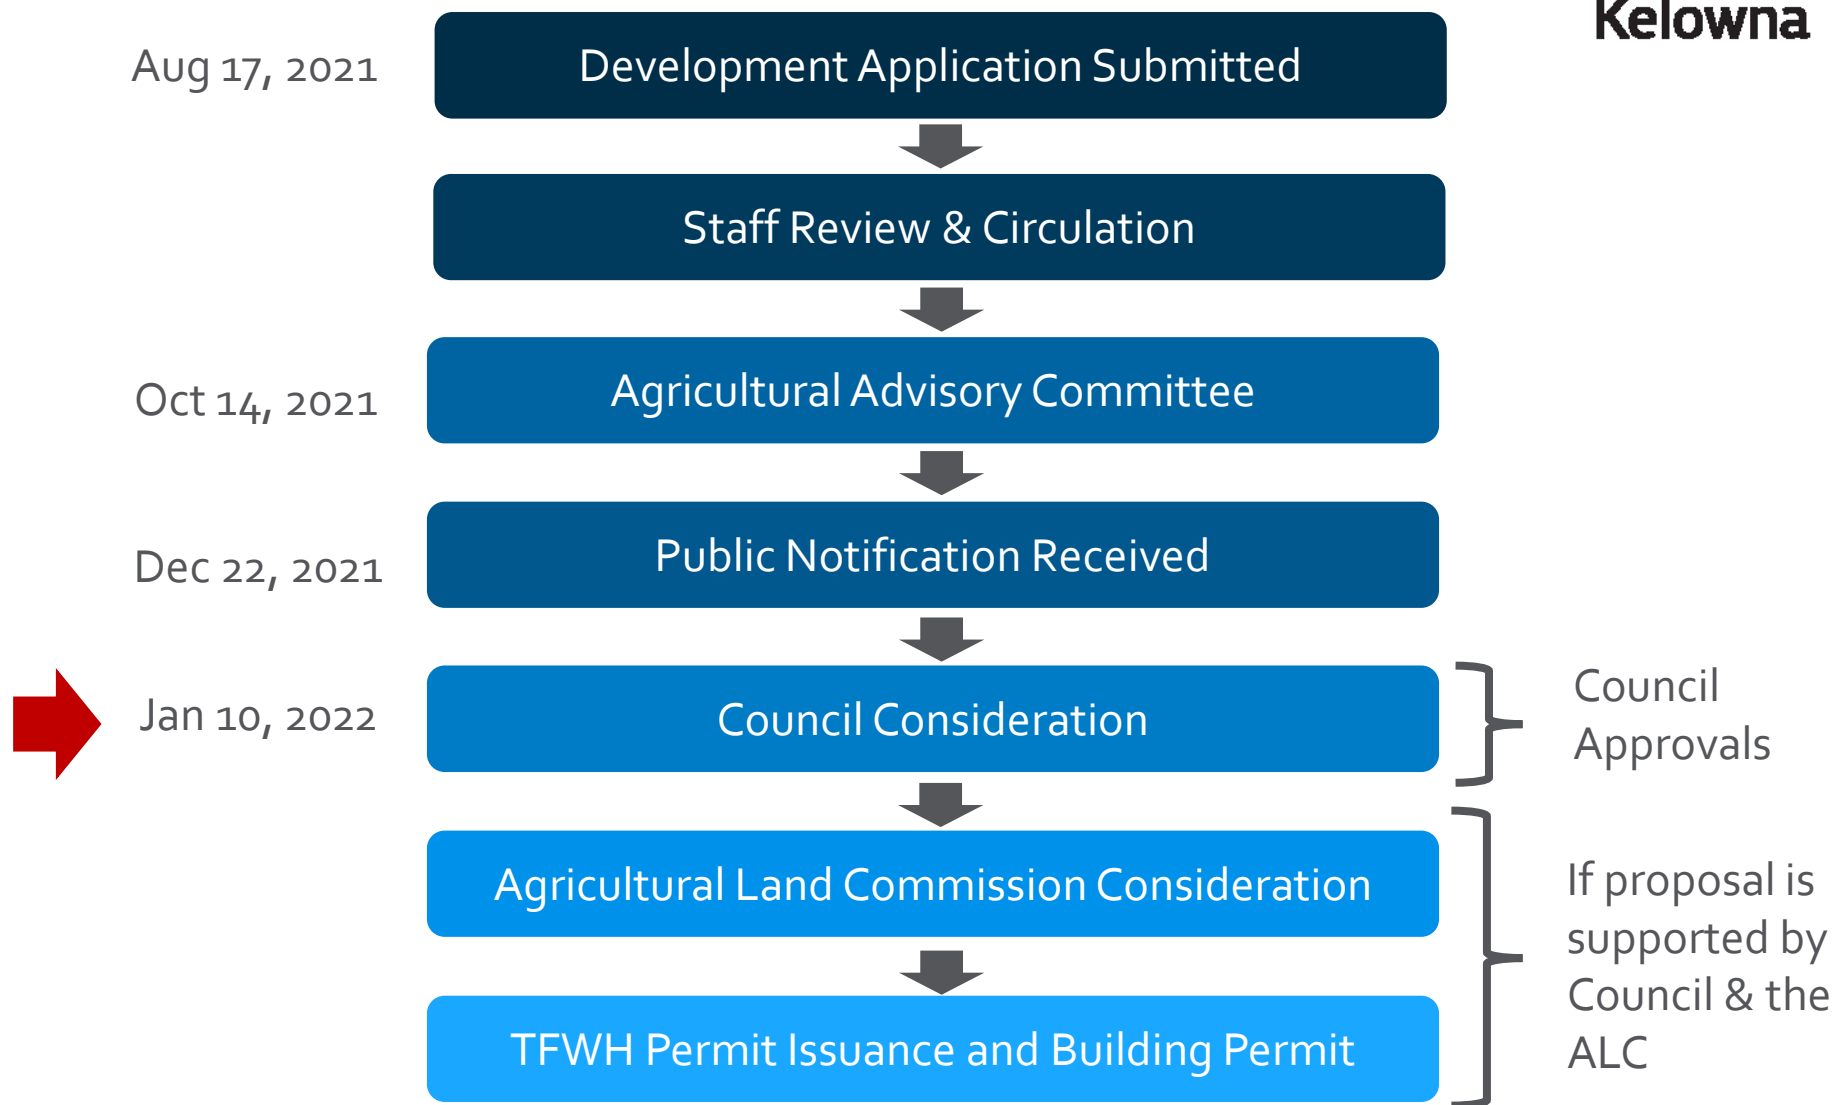 Kelowna
Aug 17, 2021
Development Application Submitted
Staff Review & Circulation
Oct 14, 2021
Agricultural Advisory Committee
Dec 22, 2021
Public Notification Received
Jan 10, 2022
Council Consideration
Council
Approvals
Agricultural Land Commission Consideration
If proposal is
supported by
Council & the
ALC
TFWH Permit Issuance and Building Permit